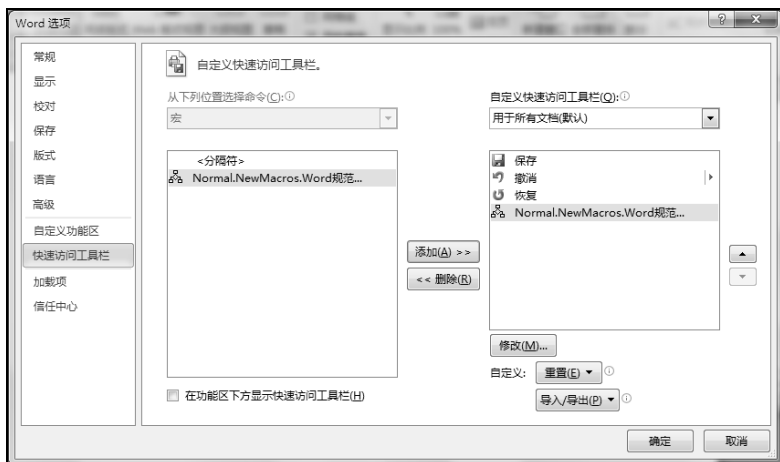 Word 选项
常规
显示
校对
保存
版式
语言
高级
自定义功能区
快速访问工具栏
加载项
信任中心
自定义快速访问工具栏。
从下列位置选择命令(C):
宏
<分隔符>
Normal.NewMacros.Word规范...
添加(A) >>
<< 删除(R)
自定义快速访问工具栏(Q):
用于所有文档(默认)
保存
撤消
恢复
Normal.NewMacros.Word规范...
修改(M)...
自定义: 重置(E)
导入/导出(P)
在功能区下方显示快速访问工具栏(H)
确定 取消